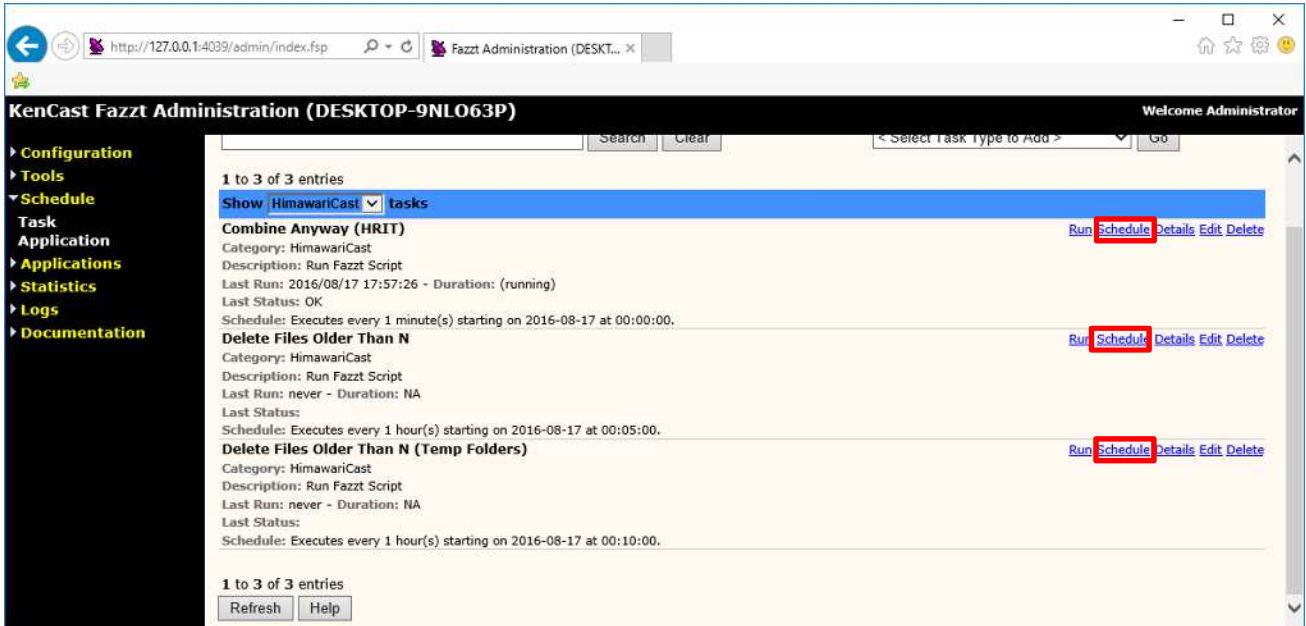 http://127.0.0.1:4039/admin/index.fsp
Fazzt Administration (DESKT...
KenCast Fazzt Administration (DESKTOP-9NLO63P)
Welcome Administrator
Configuration
Tools
Schedule
Task
Application
Applications
Statistics
Logs
Documentation
Search Clear
< Select Task Type to Add > Go
1 to 3 of 3 entries
Show HimawariCast tasks
Combine Anyway (HRIT)
Run Schedule Details Edit Delete
Category: HimawariCast
Description: Run Fazzt Script
Last Run: 2016/08/17 17:57:26 - Duration: (running)
Last Status: OK
Schedule: Executes every 1 minute(s) starting on 2016-08-17 at 00:00:00.
Delete Files Older Than N
Run Schedule Details Edit Delete
Category: HimawariCast
Description: Run Fazzt Script
Last Run: never - Duration: NA
Last Status:
Schedule: Executes every 1 hour(s) starting on 2016-08-17 at 00:05:00.
Delete Files Older Than N (Temp Folders)
Run Schedule Details Edit Delete
Category: HimawariCast
Description: Run Fazzt Script
Last Run: never - Duration: NA
Last Status:
Schedule: Executes every 1 hour(s) starting on 2016-08-17 at 00:10:00.
1 to 3 of 3 entries
Refresh Help